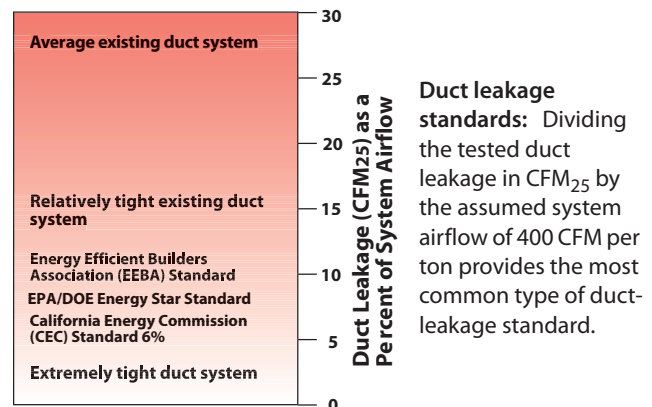 Average existing duct system
Relatively tight existing duct
system
Energy Efficient Builders
Association (EEBA) Standard
EPA/DOE Energy Star Standard
California Energy Commission
(CEC) Standard 6%
Extremely tight duct system
30
25
20
15
10
5
0
Duct Leakage (CFM25) as a
Percent of System Airflow
Duct leakage
standards: Dividing
the tested duct
leakage in CFM25 by
the assumed system
airflow of 400 CFM per
ton provides the most
common type of duct-
leakage standard.